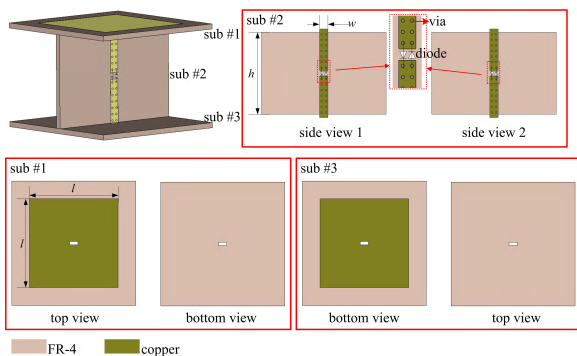 sub #1
sub #2
sub #3
sub #2
w
via
diode
h
side view 1
side view 2
sub #1
l
l
top view
bottom view
sub #3
bottom view
top view
FR-4
copper